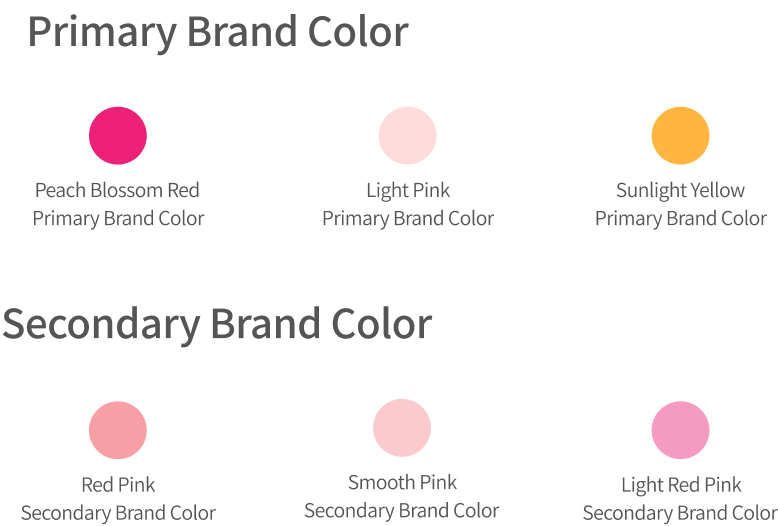 Primary Brand Color
Peach Blossom Red
Primary Brand Color
Light Pink
Primary Brand Color
Sunlight Yellow
Primary Brand Color
Secondary Brand Color
Red Pink
Secondary Brand Color
Smooth Pink
Secondary Brand Color
Light Red Pink
Secondary Brand Color